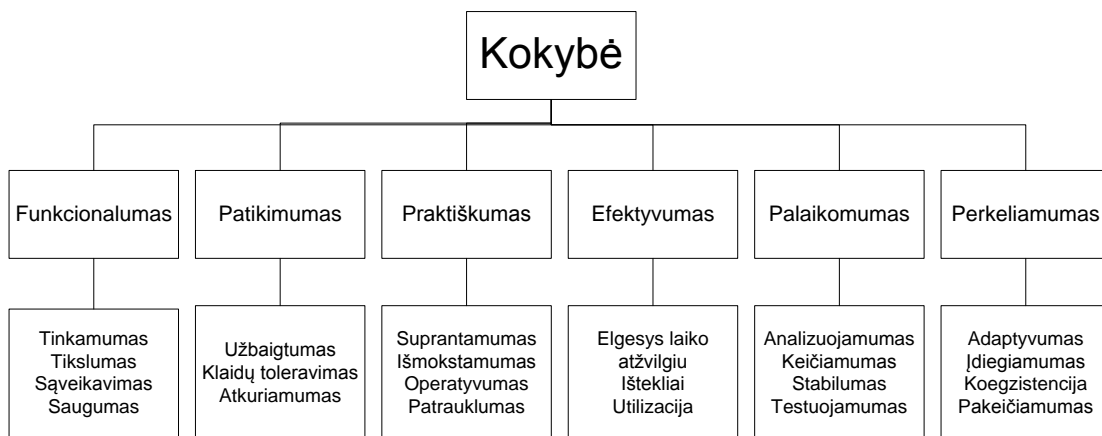 Kokybė
Funkcionalumas
Patikimumas
Praktiškumas
Efektyvumas
Palaikomumas
Perkeliamumas
Tinkamumas
Tikslumas
Sąveikavimas
Saugumas
Užbaigtumas
Klaidų toleravimas
Atkuriamumas
Suprantamumas
Išmokstamumas
Operatyvumas
Patrauklumas
Elgesys laiko
atžvilgiu
Ištekliai
Utilizacija
Analizuojamumas
Keičiamumas
Stabilumas
Testuojamumas
Adaptyvumas
Įdiegiamumas
Koegzistencija
Pakeičiamumas